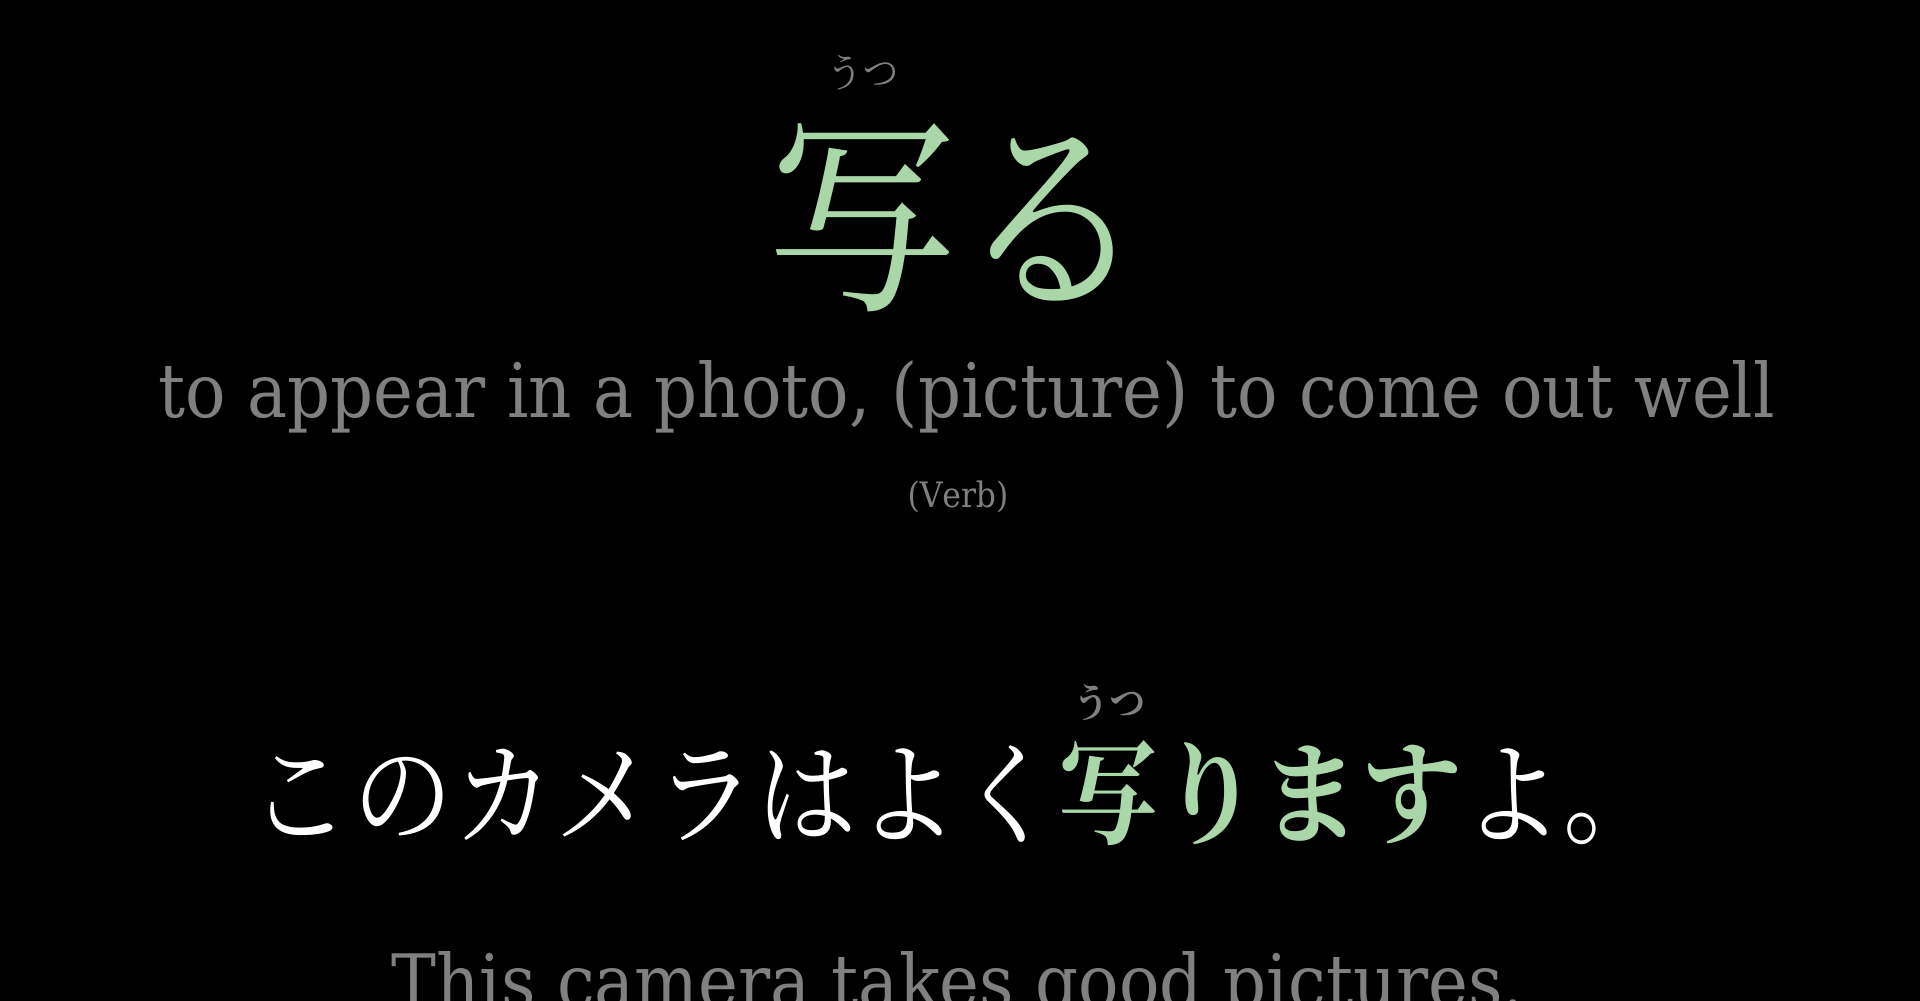 うつ
写る
to appear in a photo, (picture) to come out well
(Verb)
うつ
このカメラはよく写りますよ。
This camera takes good pictures.